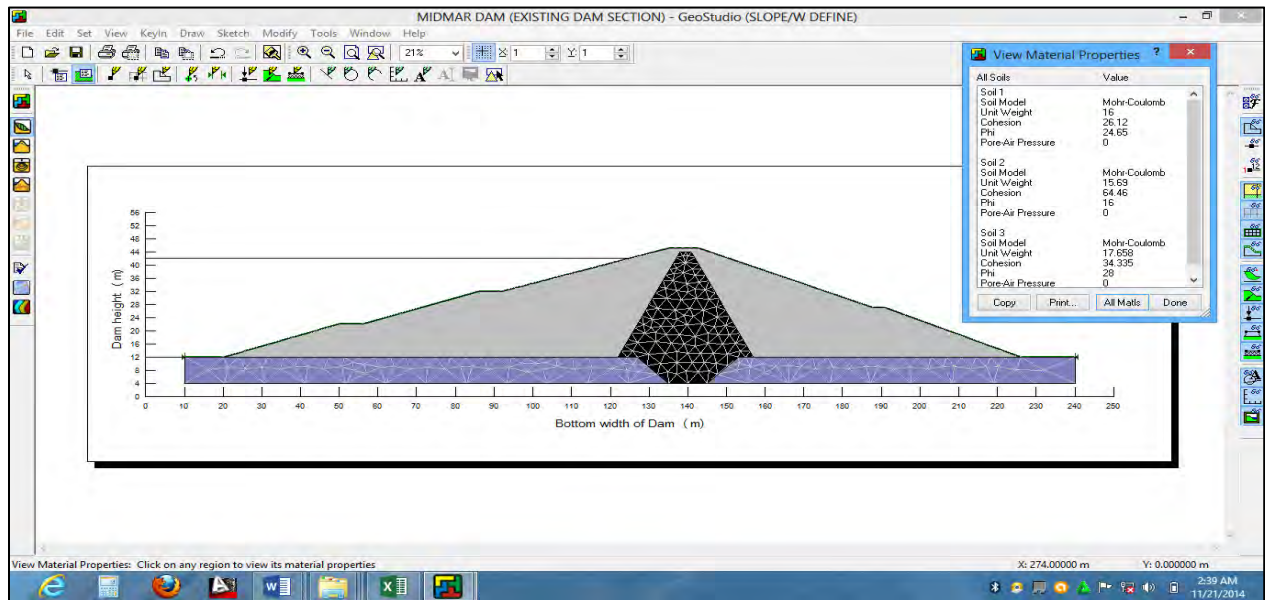 MIDMAR DAM (EXISTING DAM SECTION) - GeoStudio (SLOPE/W DEFINE)
File Edit Set View KeyIn Draw Sketch Modify Tools Window Help
21% X: 1 Y: 1
View Material Properties ?
All Soils Value
Soil 1
Soil Model Mohr-Coulomb
Unit Weight 16
Cohesion 26.12
Phi 24.65
Pore-Air Pressure 0
Soil 2
Soil Model Mohr-Coulomb
Unit Weight 15.69
Cohesion 64.46
Phi 16
Pore-Air Pressure 0
Soil 3
Soil Model Mohr-Coulomb
Unit Weight 17.658
Cohesion 34.335
Phi 28
Pore-Air Pressure 0
Copy Print... All Matls Done
Dam height (m)
56
52
48
44
40
36
32
28
24
20
16
12
8
4
0
0 10 20 30 40 50 60 70 80 90 100 110 120 130 140 150 160 170 180 190 200 210 220 230 240 250
Bottom width of Dam (m)
View Material Properties: Click on any region to view its material properties
X: 274.00000 m Y: 0.000000 m
2:39 AM
11/21/2014